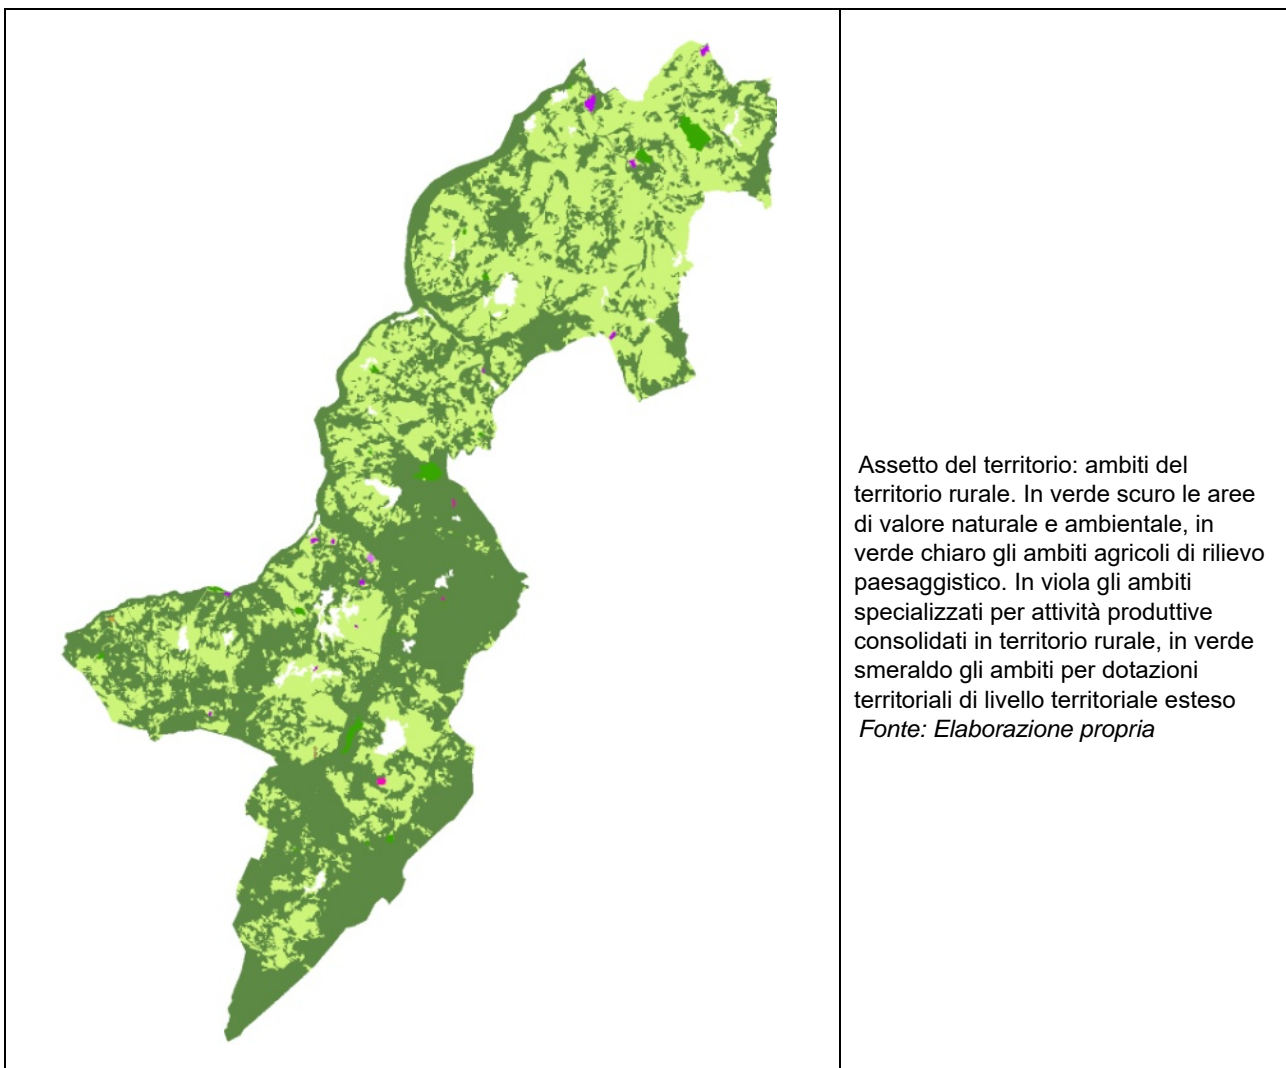 Assetto del territorio: ambiti del
territorio rurale. In verde scuro le aree
di valore naturale e ambientale, in
verde chiaro gli ambiti agricoli di rilievo
paesaggistico. In viola gli ambiti
specializzati per attività produttive
consolidati in territorio rurale, in verde
smeraldo gli ambiti per dotazioni
territoriali di livello territoriale esteso
Fonte: Elaborazione propria